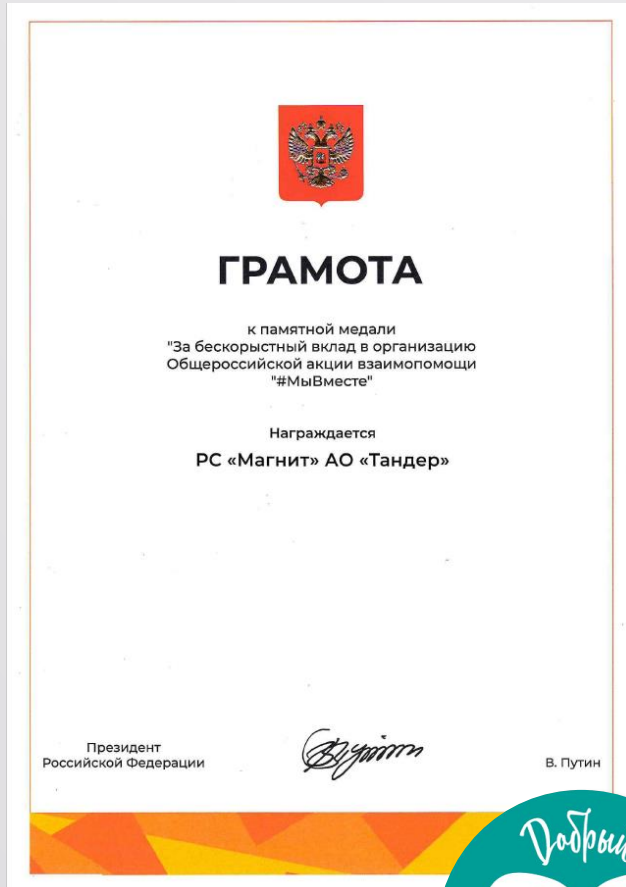 ГРАМОТА
к памятной медали
"За бескорыстный вклад в организацию
Общероссийской акции взаимопомощи
"#МыВместе"
Награждается
РС «Магнит» АО «Тандер»
Президент
Российской Федерации
В. Путин